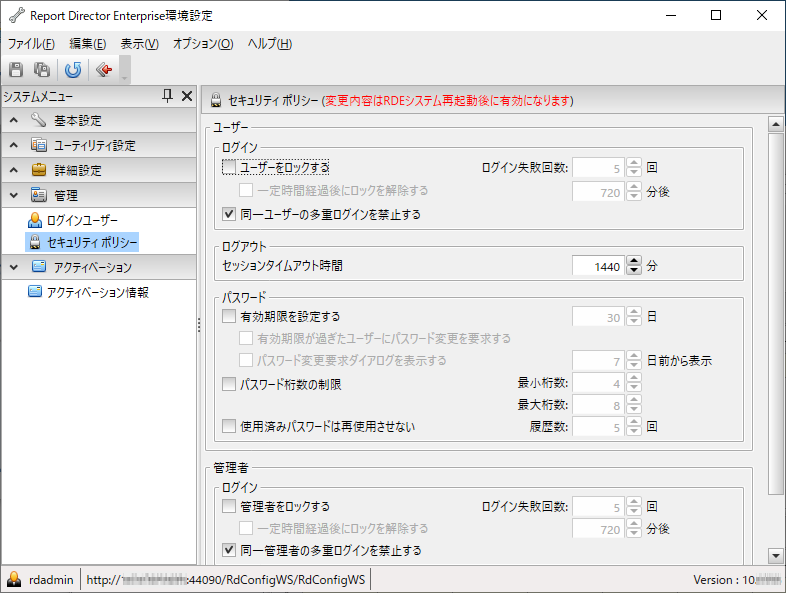 Report Director Enterprise環境設定
ファイル(F) 編集(E) 表示(V) オプション(O) ヘルプ(H)
システムメニュー
基本設定
ユーティリティ設定
詳細設定
管理
ログインユーザー
セキュリティ ポリシー
アクティベーション
アクティベーション情報
セキュリティ ポリシー (変更内容はRDEシステム再起動後に有効になります)
ユーザー
ログイン
ユーザーをロックする ログイン失敗回数: 5 回
一定時間経過後にロックを解除する 720 分後
同一ユーザーの多重ログインを禁止する
ログアウト
セッションタイムアウト時間 1440 分
パスワード
有効期限を設定する 30 日
有効期限が過ぎたユーザーにパスワード変更を要求する
パスワード変更要求ダイアログを表示する 7 日前から表示
パスワード桁数の制限 最小桁数: 4
最大桁数: 8
使用済みパスワードは再使用させない 履歴数: 5 回
管理者
ログイン
管理者をロックする ログイン失敗回数: 5 回
一定時間経過後にロックを解除する 720 分後
同一管理者の多重ログインを禁止する
rdadmin http://:44090/RdConfigWS/RdConfigWS Version : 10.